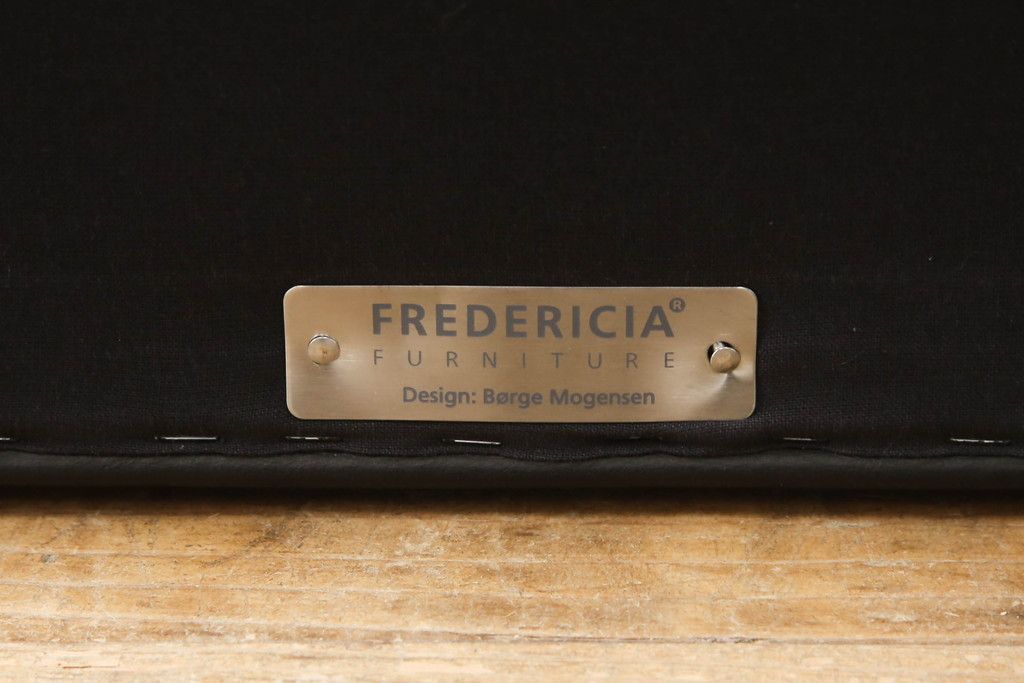 FREDERICIA®
FURNITURE
Design: Børge Mogensen